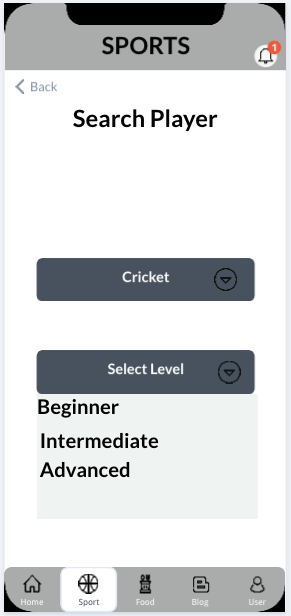 SPORTS
1
Back
Search Player
Cricket
Select Level
Beginner
Intermediate
Advanced
Home Sport Food Blog User